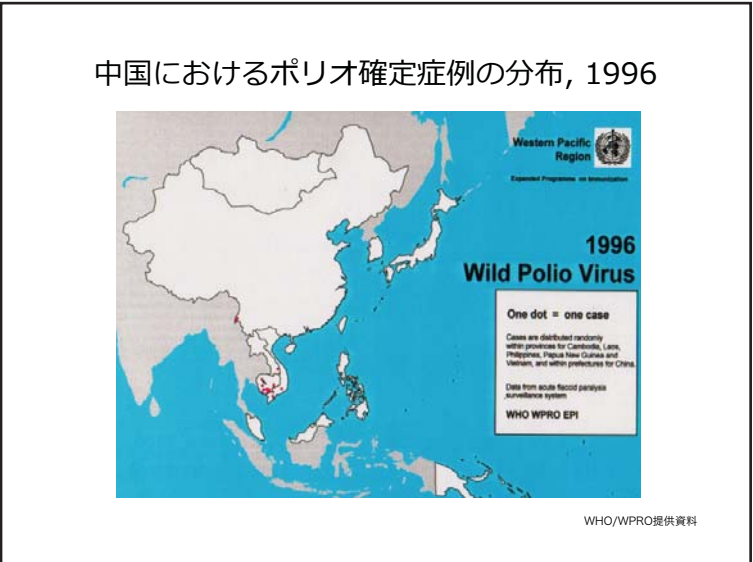 中国におけるポリオ確定症例の分布, 1996
Western Pacific
Region
Expanded Programme on Immunization
1996
Wild Polio Virus
One dot = one case
Cases are distributed randomly
within provinces for Cambodia, Laos,
Philippines, Papua New Guinea and
Vietnam, and within prefectures for China.
Data from acute flaccid paralysis
surveillance system
WHO WPRO EPI
WHO/WPRO提供資料